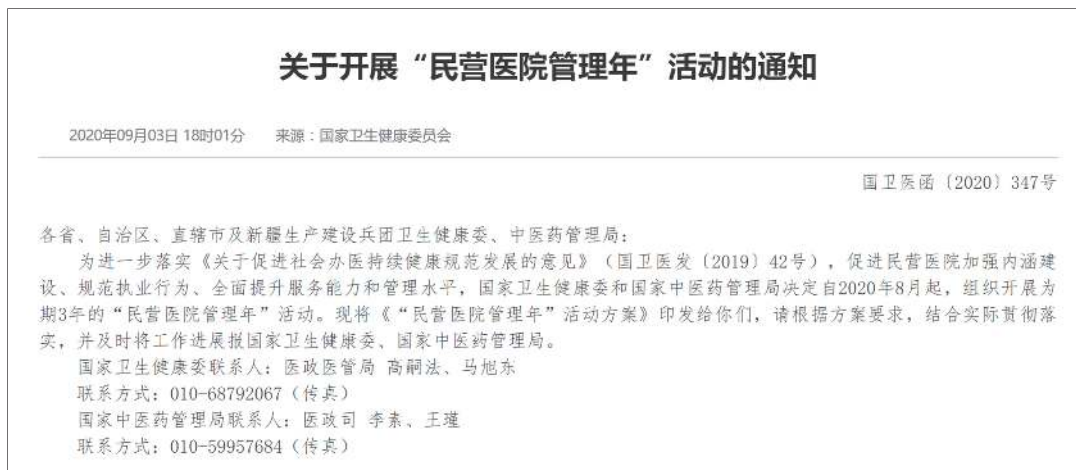 关于开展“民营医院管理年”活动的通知
2020年09月03日 18时01分 来源：国家卫生健康委员会
国卫医函〔2020〕347号
各省、自治区、直辖市及新疆生产建设兵团卫生健康委、中医药管理局：
为进一步落实《关于促进社会办医持续健康规范发展的意见》（国卫医发〔2019〕42号），促进民营医院加强内涵建
设、规范执业行为、全面提升服务能力和管理水平，国家卫生健康委和国家中医药管理局决定自2020年8月起，组织开展为
期3年的“民营医院管理年”活动。现将《“民营医院管理年”活动方案》印发给你们，请根据方案要求，结合实际贯彻落
实，并及时将工作进展报国家卫生健康委、国家中医药管理局。
国家卫生健康委联系人：医政医管局 高嗣法、马旭东
联系方式：010-68792067（传真）
国家中医药管理局联系人：医政司 李素、王瑾
联系方式：010-59957684（传真）